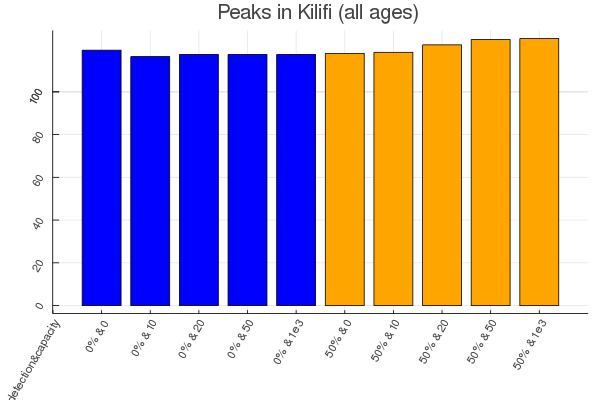 Peaks in Kilifi (all ages)
100
80
60
40
20
0
detection&capacity
0% & 0
0% & 10
0% & 20
0% & 50
0% & 1e3
50% & 0
50% & 10
50% & 20
50% & 50
50% & 1e3